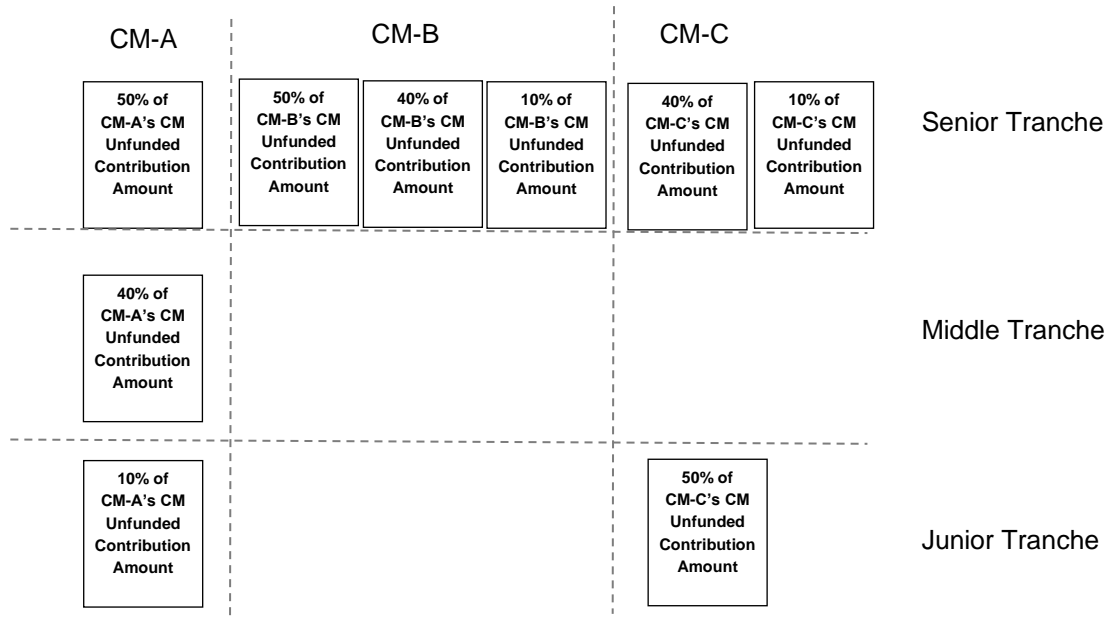 CM-A
CM-B
CM-C
50% of
CM-A’s CM
Unfunded
Contribution
Amount
50% of
CM-B’s CM
Unfunded
Contribution
Amount
40% of
CM-B’s CM
Unfunded
Contribution
Amount
10% of
CM-B’s CM
Unfunded
Contribution
Amount
40% of
CM-C’s CM
Unfunded
Contribution
Amount
10% of
CM-C’s CM
Unfunded
Contribution
Amount
Senior Tranche
40% of
CM-A’s CM
Unfunded
Contribution
Amount
Middle Tranche
10% of
CM-A’s CM
Unfunded
Contribution
Amount
50% of
CM-C’s CM
Unfunded
Contribution
Amount
Junior Tranche